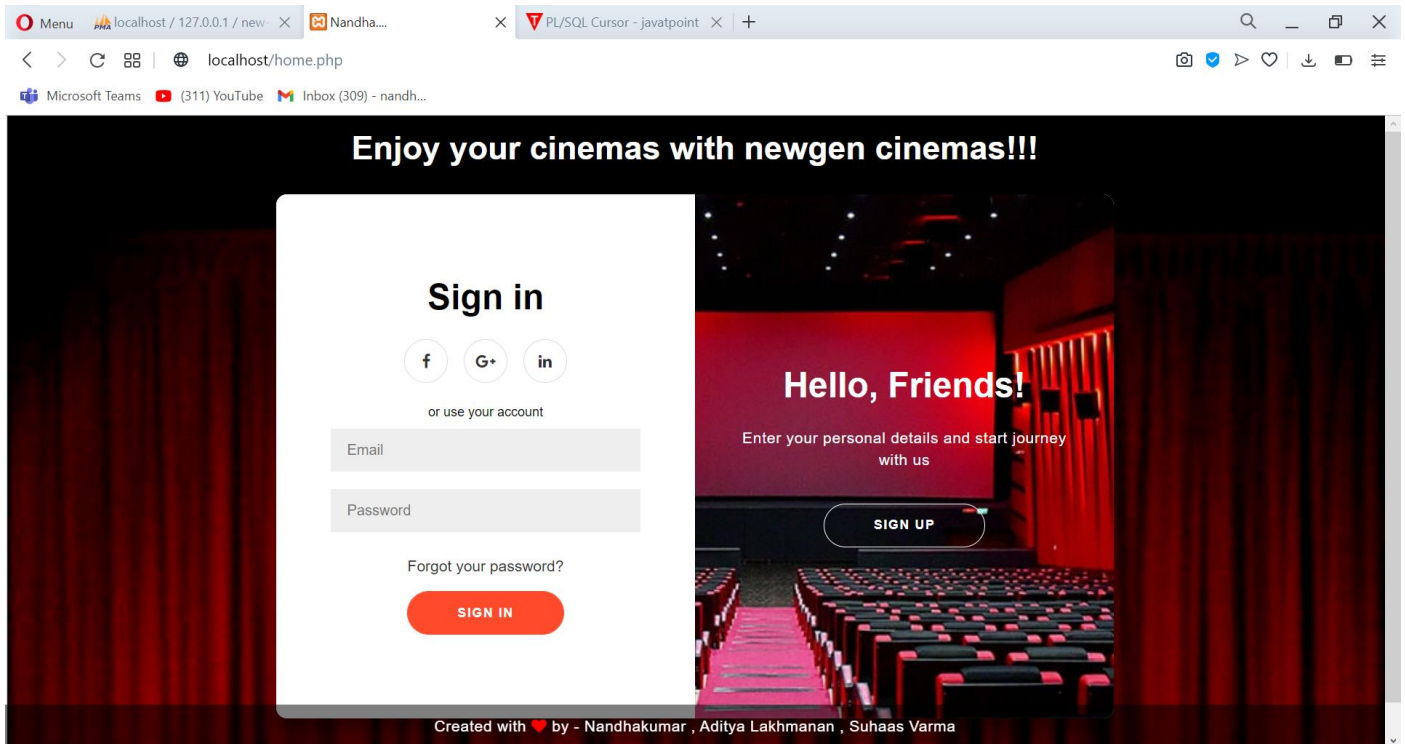 Menu
PMA localhost / 127.0.0.1 / new-
Nandha....
PL/SQL Cursor - javatpoint
localhost/home.php
Microsoft Teams
(311) YouTube
Inbox (309) - nandh...
Enjoy your cinemas with newgen cinemas!!!
Sign in
f G+ in
or use your account
Email
Password
Forgot your password?
SIGN IN
Hello, Friends!
Enter your personal details and start journey
with us
SIGN UP
Created with ❤ by - Nandhakumar , Aditya Lakhmanan , Suhaas Varma